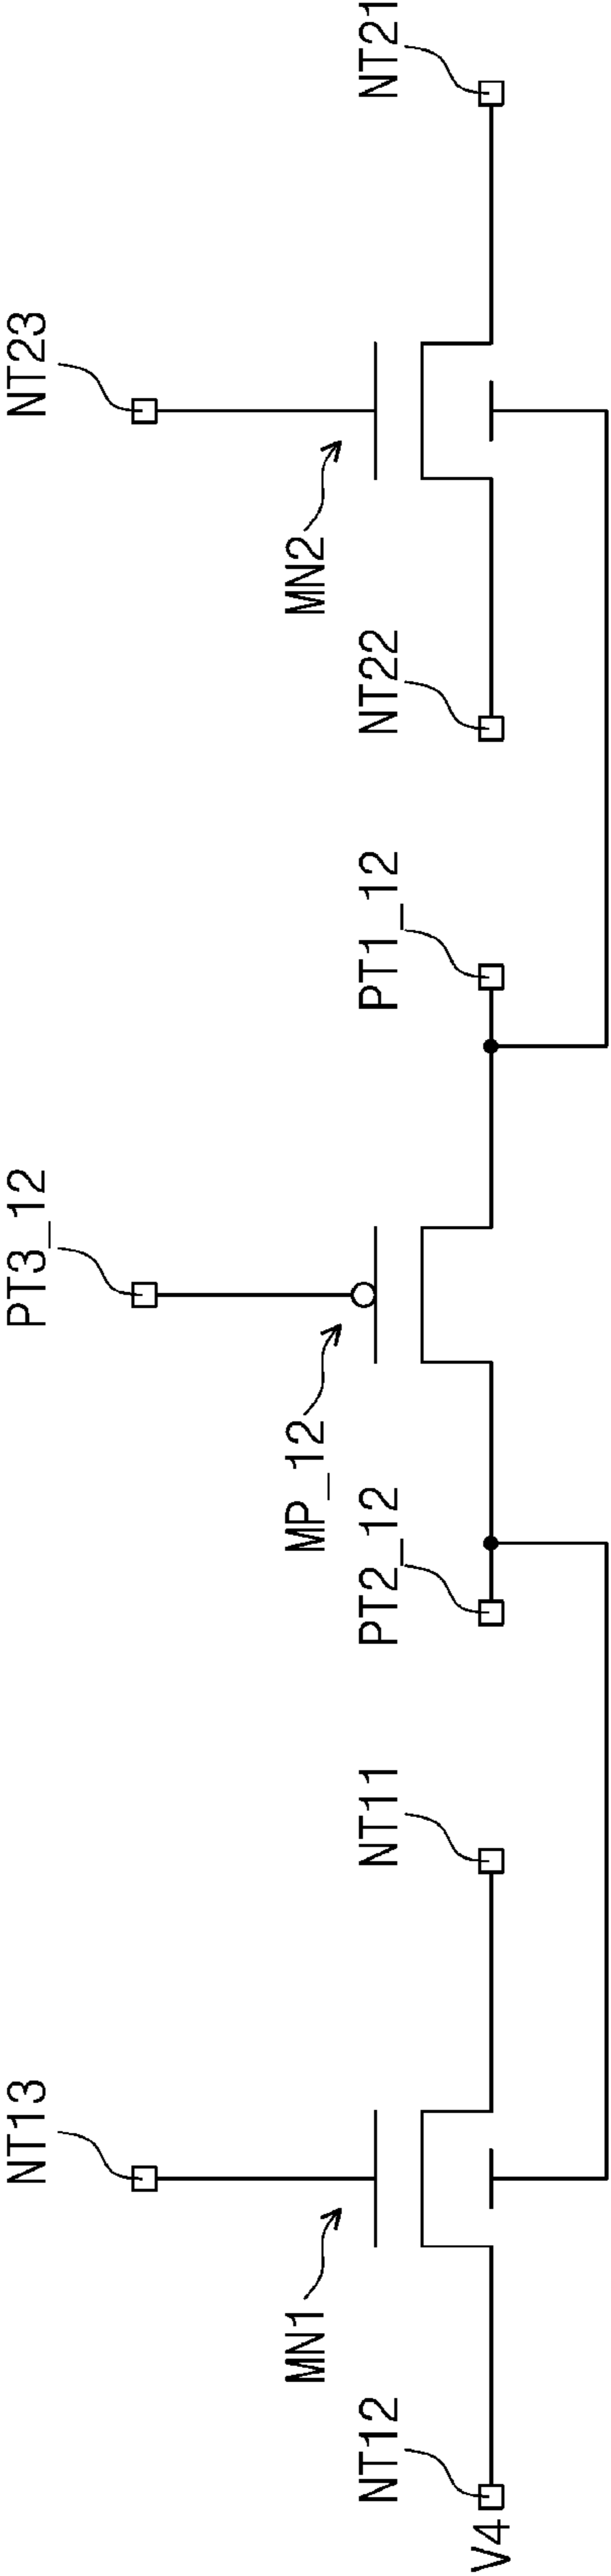 NT13
PT3_12
NT23
MN1
MP_12
MN2
NT12
NT11
PT2_12
PT1_12
NT22
NT21
V4